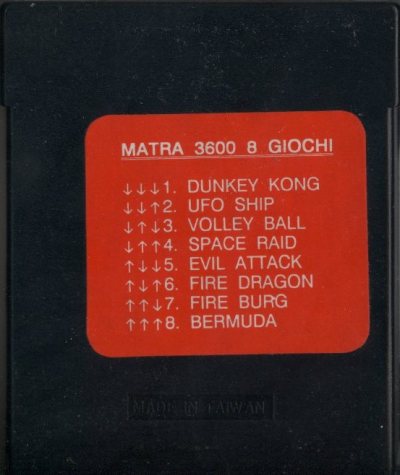 MATRA 3600 8 GIOCHI
↓↓↓1. DUNKEY KONG
↓↓↑2. UFO SHIP
↓↑↓3. VOLLEY BALL
↓↑↑4. SPACE RAID
↑↓↓5. EVIL ATTACK
↑↓↑6. FIRE DRAGON
↑↑↓7. FIRE BURG
↑↑↑8. BERMUDA
MADE IN TAIWAN